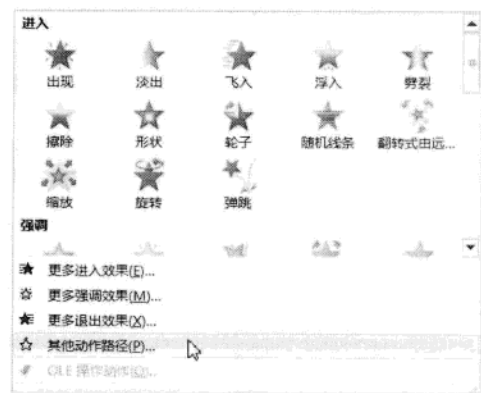 进入
出现 淡出 飞入 浮入 劈裂
擦除 形状 轮子 随机线条 翻转式由远...
缩放 旋转 弹跳
强调
更多进入效果(E)...
更多强调效果(M)...
更多退出效果(X)...
其他动作路径(P)...
OLE 操作动作(O)...